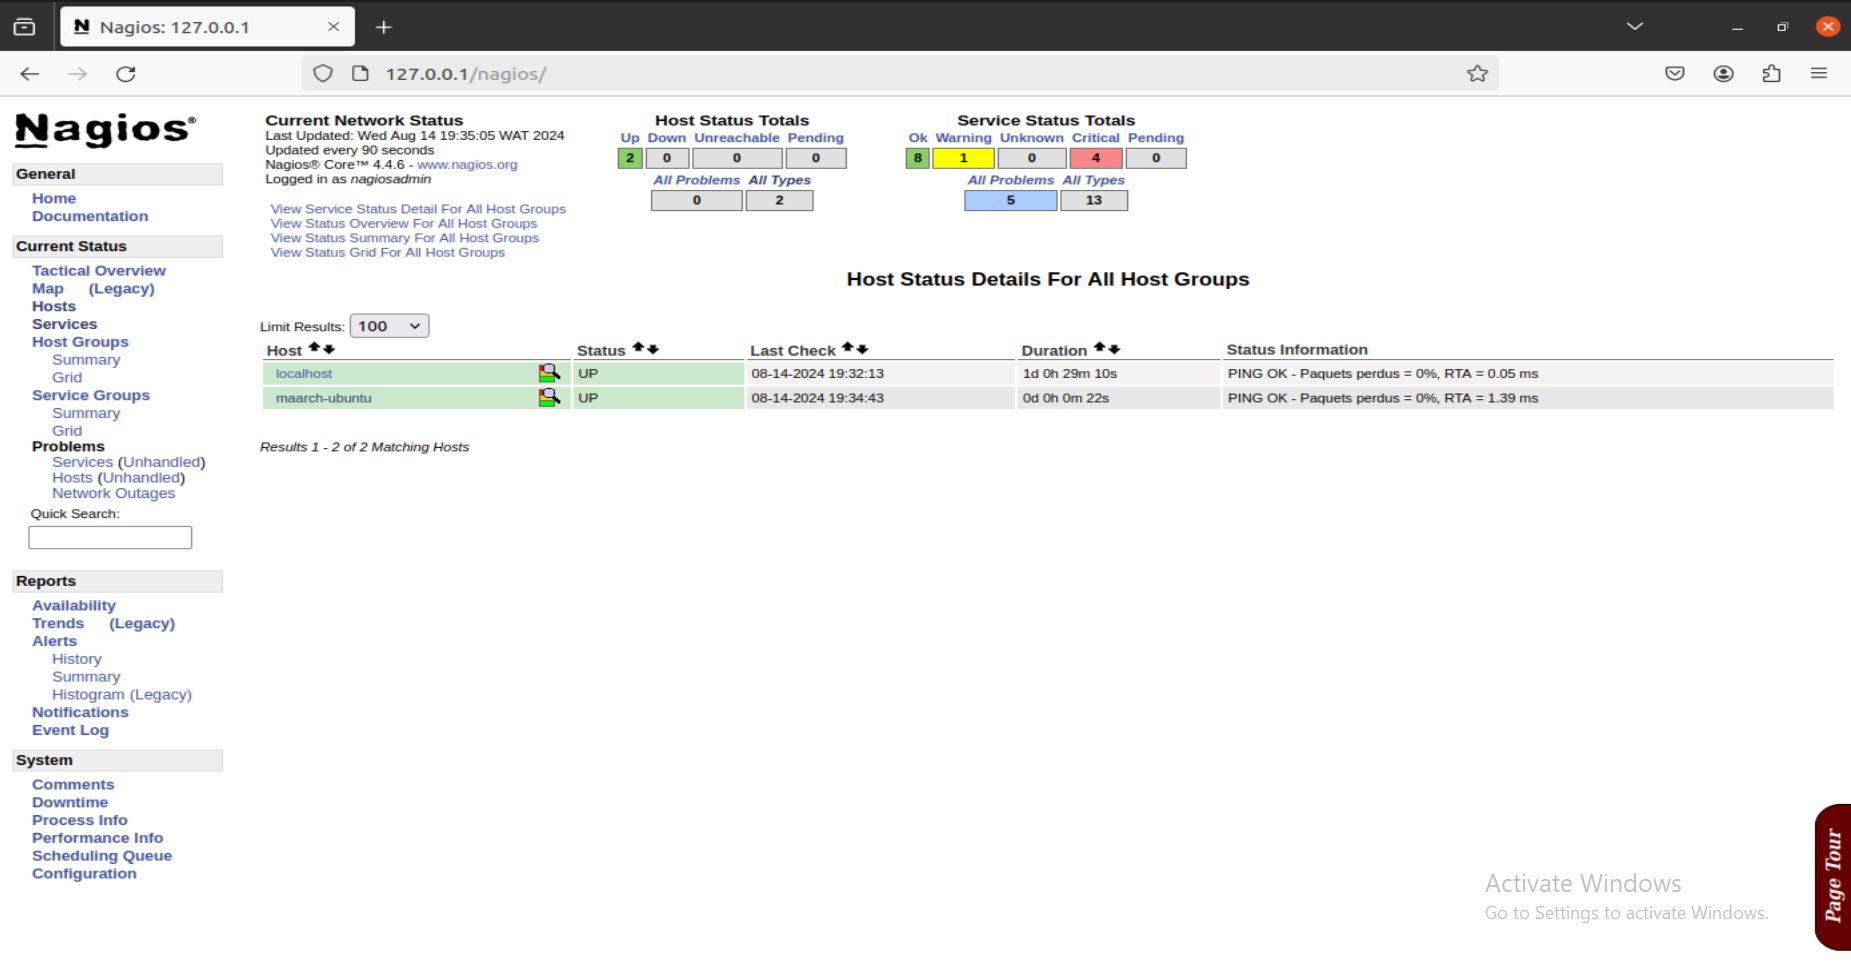 Nagios: 127.0.0.1
127.0.0.1/nagios/
Nagios®
General
Home
Documentation
Current Status
Tactical Overview
Map (Legacy)
Hosts
Services
Host Groups
Summary
Grid
Service Groups
Summary
Grid
Problems
Services (Unhandled)
Hosts (Unhandled)
Network Outages
Quick Search:
Reports
Availability
Trends (Legacy)
Alerts
History
Summary
Histogram (Legacy)
Notifications
Event Log
System
Comments
Downtime
Process Info
Performance Info
Scheduling Queue
Configuration
Current Network Status
Last Updated: Wed Aug 14 19:35:05 WAT 2024
Updated every 90 seconds
Nagios® Core™ 4.4.6 - www.nagios.org
Logged in as nagiosadmin
View Service Status Detail For All Host Groups
View Status Overview For All Host Groups
View Status Summary For All Host Groups
View Status Grid For All Host Groups
Host Status Totals
Up Down Unreachable Pending
2 0 0 0
All Problems All Types
0 2
Service Status Totals
Ok Warning Unknown Critical Pending
8 1 0 4 0
All Problems All Types
5 13
Host Status Details For All Host Groups
Limit Results: 100
Host Status Last Check Duration Status Information
localhost UP 08-14-2024 19:32:13 1d 0h 29m 10s PING OK - Paquets perdus = 0%, RTA = 0.05 ms
maarch-ubuntu UP 08-14-2024 19:34:43 0d 0h 0m 22s PING OK - Paquets perdus = 0%, RTA = 1.39 ms
Results 1 - 2 of 2 Matching Hosts
Page Tour
Activate Windows
Go to Settings to activate Windows.